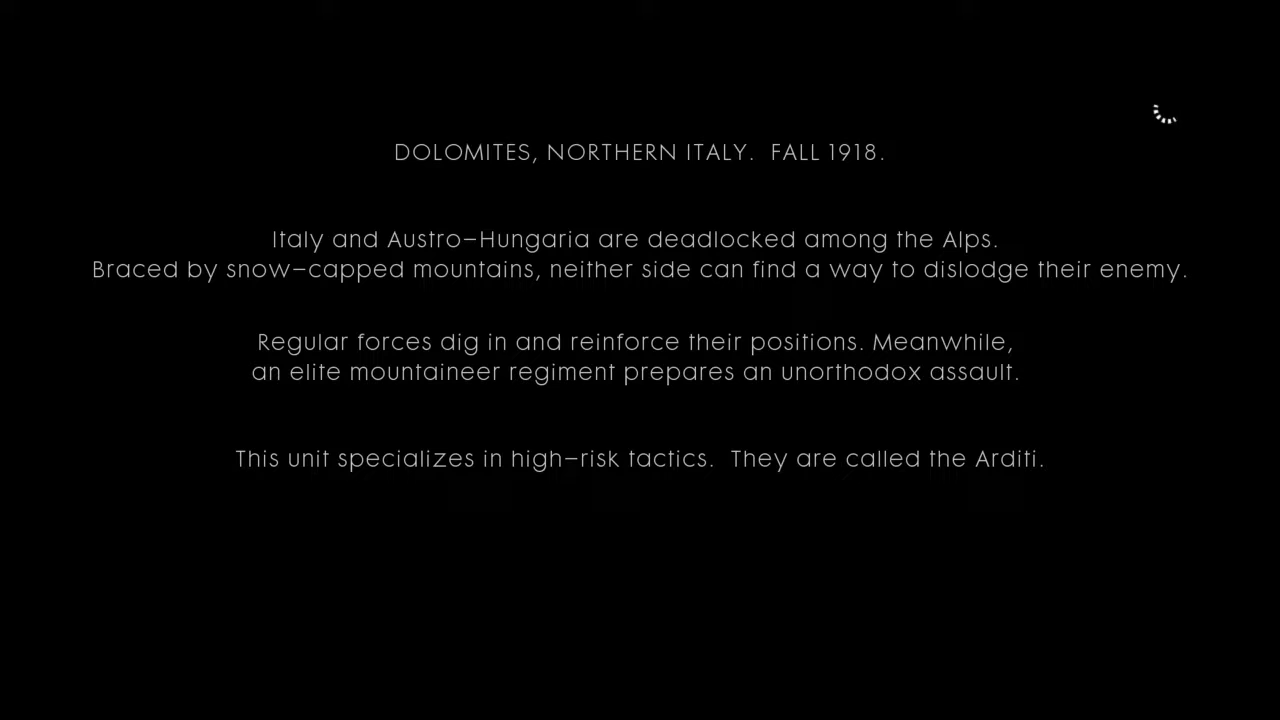 DOLOMITES, NORTHERN ITALY.  FALL 1918.
Italy and Austro-Hungaria are deadlocked among the Alps.
Braced by snow-capped mountains, neither side can find a way to dislodge their enemy.
Regular forces dig in and reinforce their positions. Meanwhile,
an elite mountaineer regiment prepares an unorthodox assault.
This unit specializes in high-risk tactics.  They are called the Arditi.